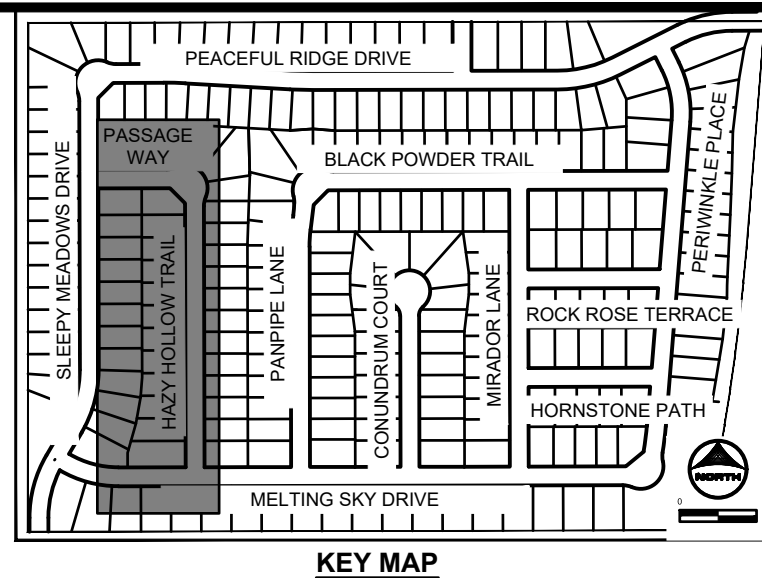 PEACEFUL RIDGE DRIVE
PASSAGE
WAY
BLACK POWDER TRAIL
SLEEPY MEADOWS DRIVE
HAZY HOLLOW TRAIL
PANPIPE LANE
CONUNDRUM COURT
MIRADOR LANE
PERIWINKLE PLACE
ROCK ROSE TERRACE
HORNSTONE PATH
MELTING SKY DRIVE
NORTH
0
KEY MAP